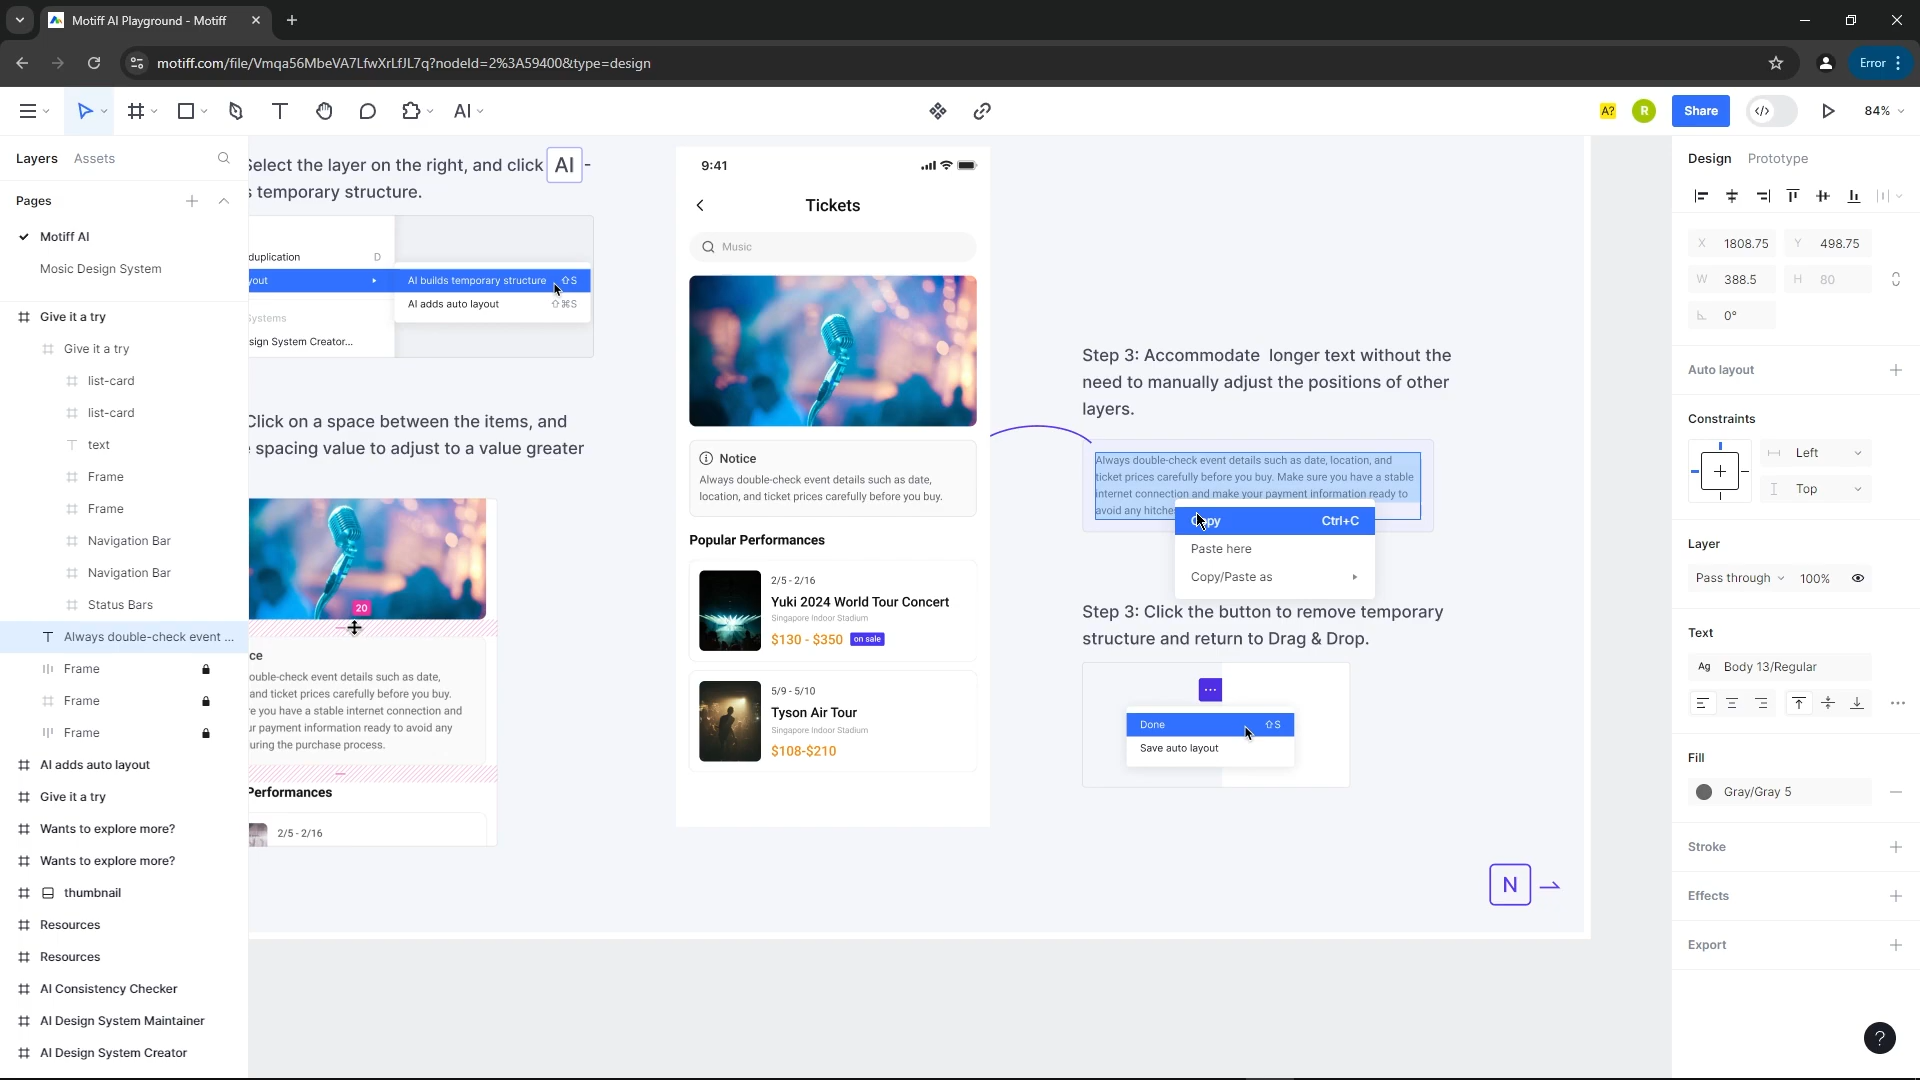 Motiff AI Playground - Motiff
motiff.com/file/Vmqa56MbeVA7LfwXrLfJL7q?nodeId=2%3A59400&type=design
Error
AI
A?
R
Share
84%
Layers
Assets
Pages
Motiff AI
Mosic Design System
Give it a try
Give it a try
list-card
list-card
text
Frame
Frame
Navigation Bar
Navigation Bar
Status Bars
Always double-check event ...
Frame
Frame
Frame
AI adds auto layout
Give it a try
Wants to explore more?
Wants to explore more?
thumbnail
Resources
Resources
AI Consistency Checker
AI Design System Maintainer
AI Design System Creator
Select the layer on the right, and click AI -
s temporary structure.
duplication D
yout
AI builds temporary structure ⇧S
AI adds auto layout ⇧⌘S
Systems
sign System Creator...
Click on a space between the items, and
spacing value to adjust to a value greater
20
ce
ouble-check event details such as date,
and ticket prices carefully before you buy.
e you have a stable internet connection and
ur payment information ready to avoid any
uring the purchase process.
Performances
2/5 - 2/16
9:41
Tickets
Music
Notice
Always double-check event details such as date,
location, and ticket prices carefully before you buy.
Popular Performances
2/5 - 2/16
Yuki 2024 World Tour Concert
Singapore Indoor Stadium
$130 - $350 on sale
5/9 - 5/10
Tyson Air Tour
Singapore Indoor Stadium
$108-$210
Step 3: Accommodate longer text without the
need to manually adjust the positions of other
layers.
Always double-check event details such as date, location, and
ticket prices carefully before you buy. Make sure you have a stable
internet connection and make your payment information ready to
avoid any hitches
Copy Ctrl+C
Paste here
Copy/Paste as
Step 3: Click the button to remove temporary
structure and return to Drag & Drop.
Done ⇧S
Save auto layout
N
Design
Prototype
X 1808.75 Y 498.75
W 388.5 H 80
0°
Auto layout
Constraints
Left
Top
Layer
Pass through 100%
Text
Ag Body 13/Regular
Fill
Gray/Gray 5
Stroke
Effects
Export
?